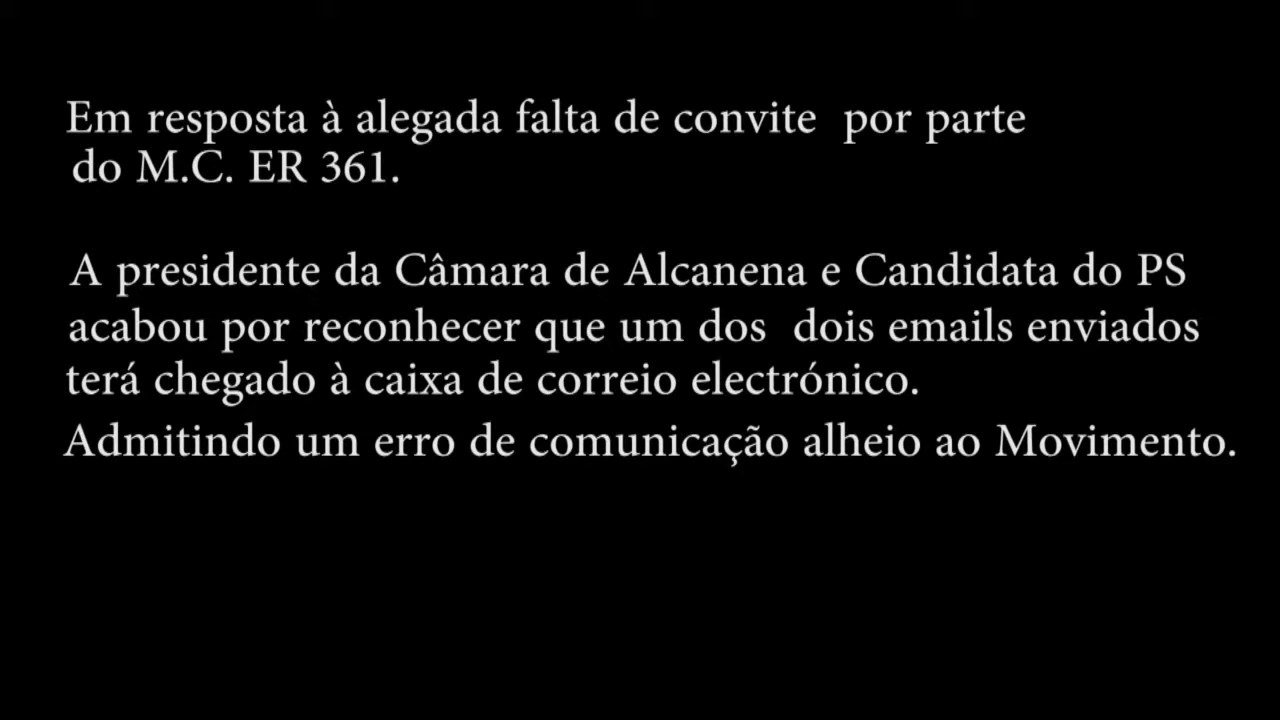 Em resposta à alegada falta de convite por parte
do M.C. ER 361.
A presidente da Câmara de Alcanena e Candidata do PS
acabou por reconhecer que um dos dois emails enviados
terá chegado à caixa de correio electrónico.
Admitindo um erro de comunicação alheio ao Movimento.